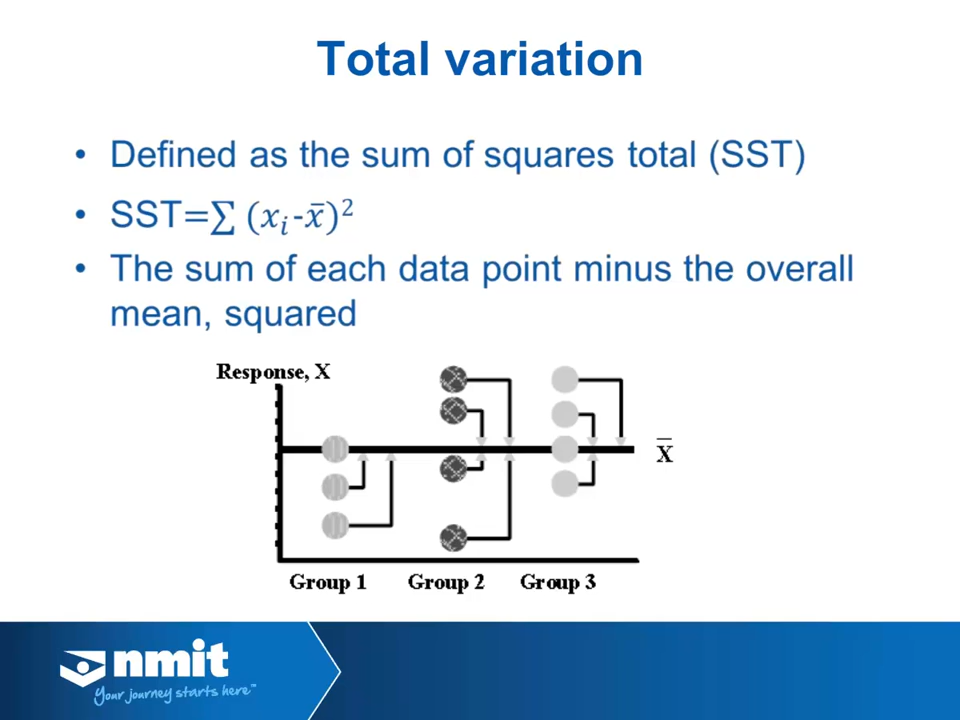 Total variation
• Defined as the sum of squares total (SST)
• SST=∑ (xᵢ-x̄)²
• The sum of each data point minus the overall
mean, squared
Response, X
X̄
Group 1 Group 2 Group 3
nmit
Your journey starts here™